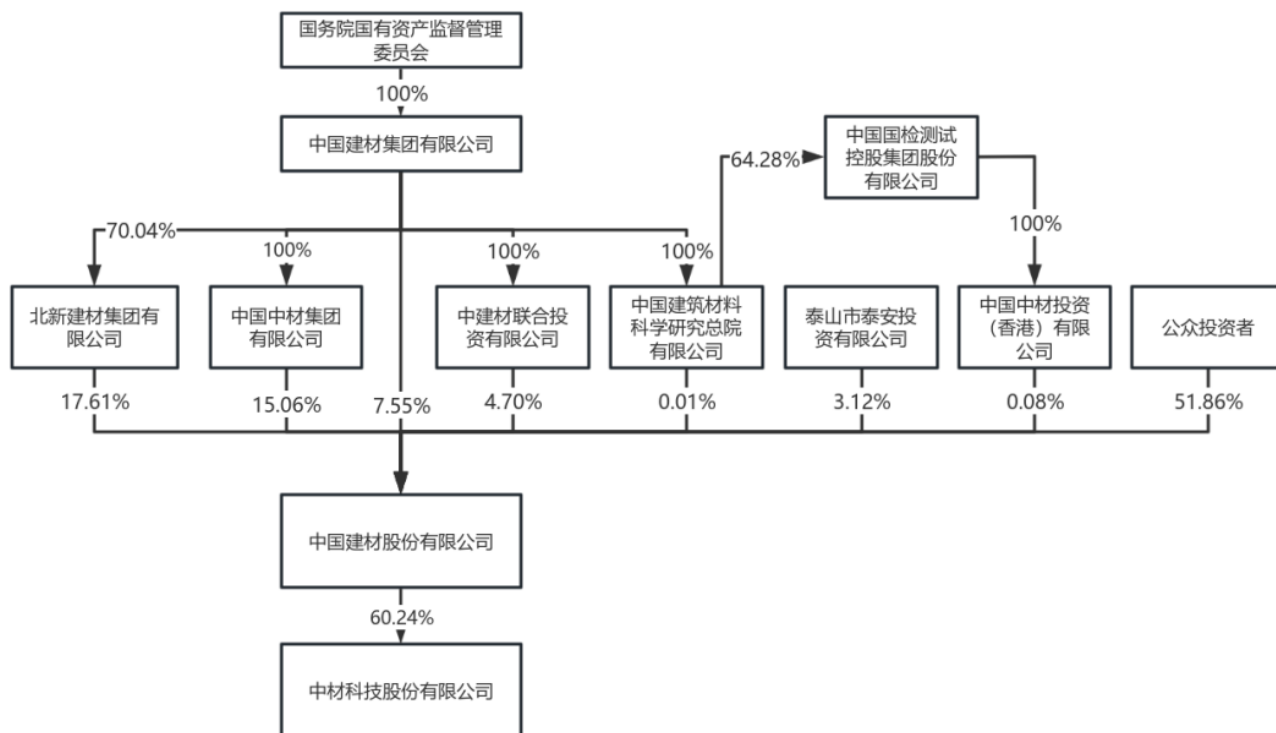 国务院国有资产监督管理
委员会
100%
中国建材集团有限公司
中国国检测试
控股集团股份
有限公司
64.28%
70.04%
100%
100%
100%
100%
北新建材集团有
限公司
中国中材集团
有限公司
中建材联合投
资有限公司
中国建筑材料
科学研究总院
有限公司
泰山市泰安投
资有限公司
中国中材投资
（香港）有限
公司
公众投资者
17.61%
15.06%
7.55%
4.70%
0.01%
3.12%
0.08%
51.86%
中国建材股份有限公司
60.24%
中材科技股份有限公司